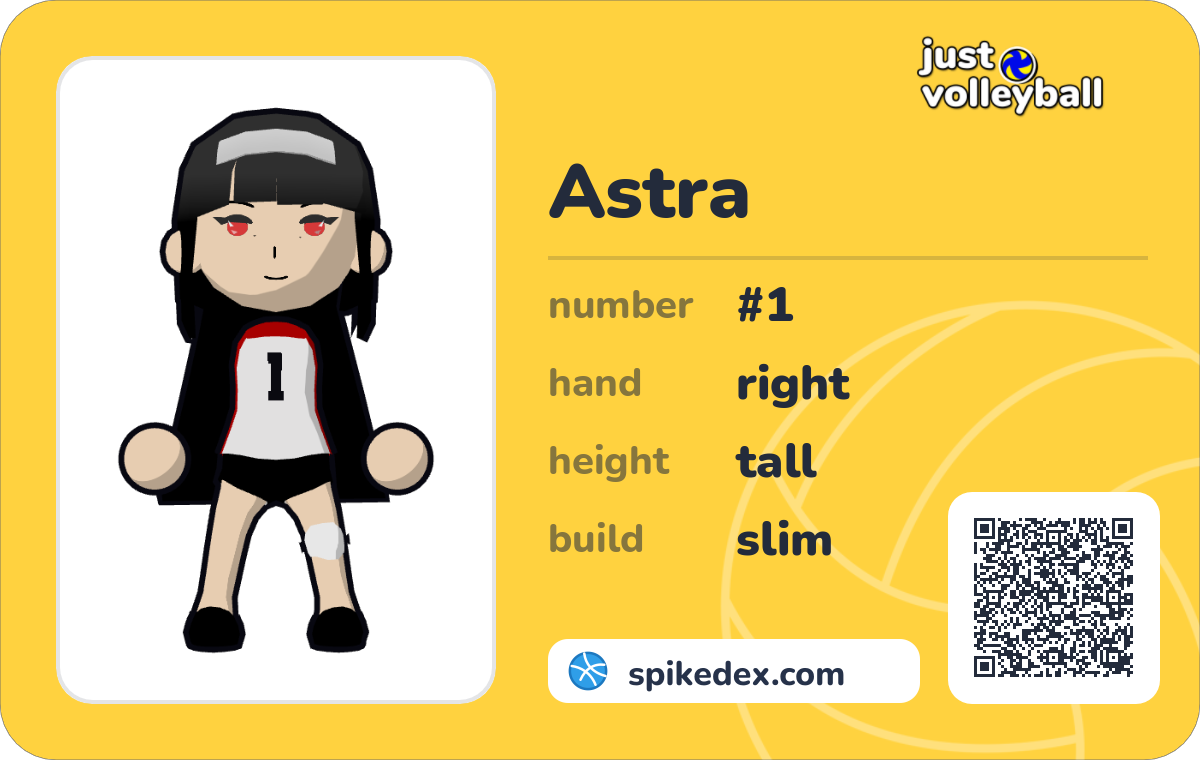 just
volleyball
Astra
number #1
hand right
height tall
build slim
1
spikedex.com